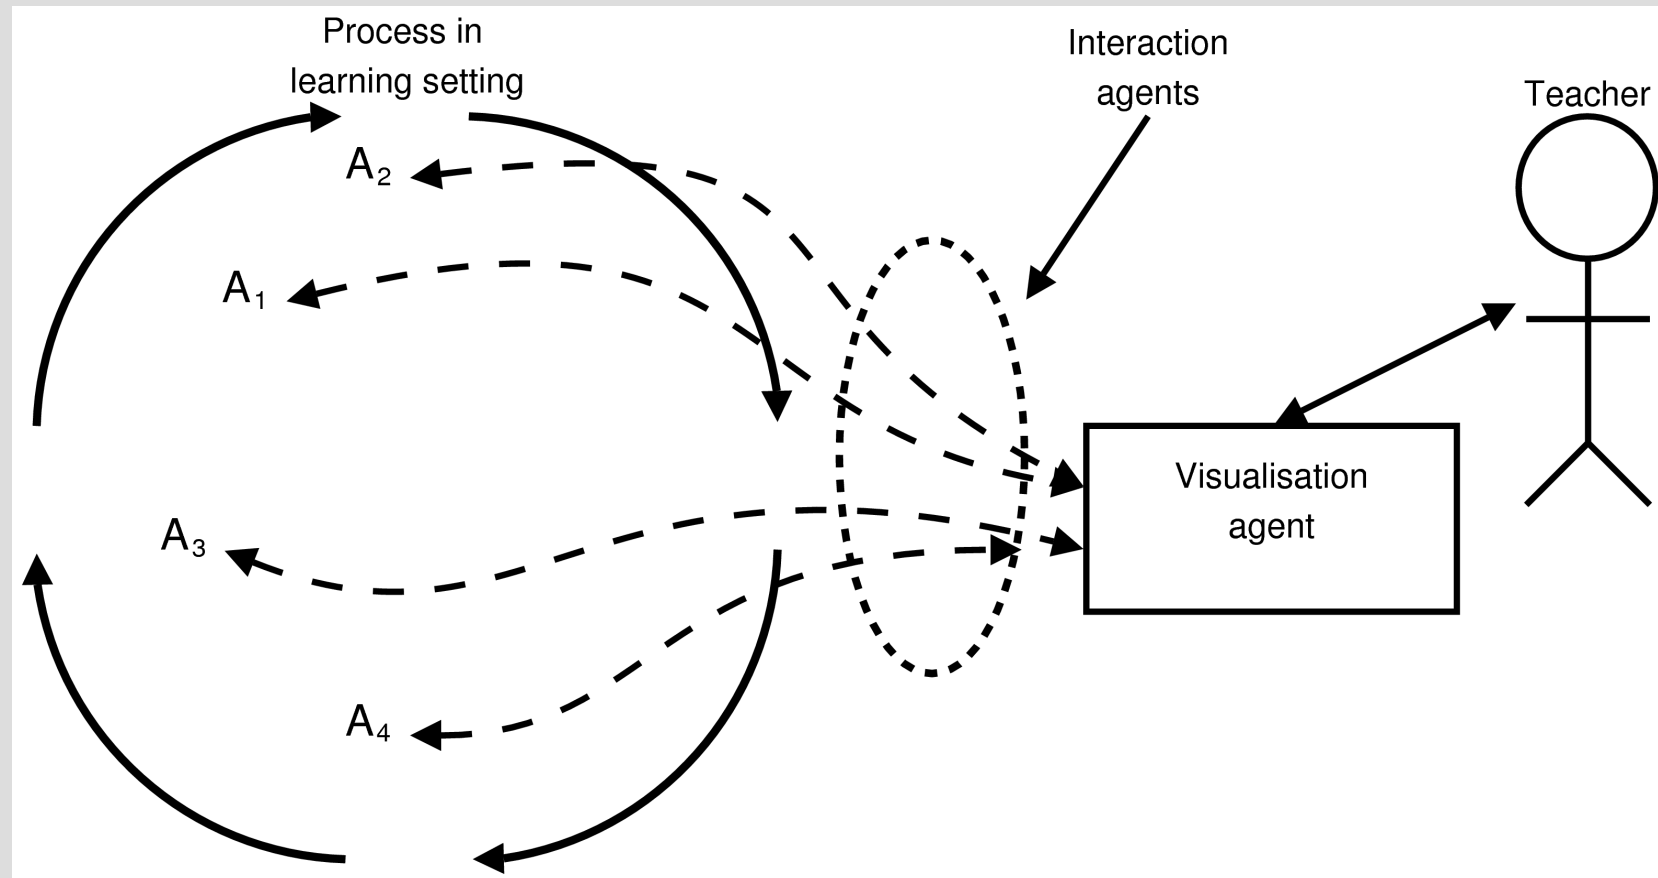 Process in
learning setting
Interaction
agents
Teacher
A₂
A₁
Visualisation
agent
A₃
A₄